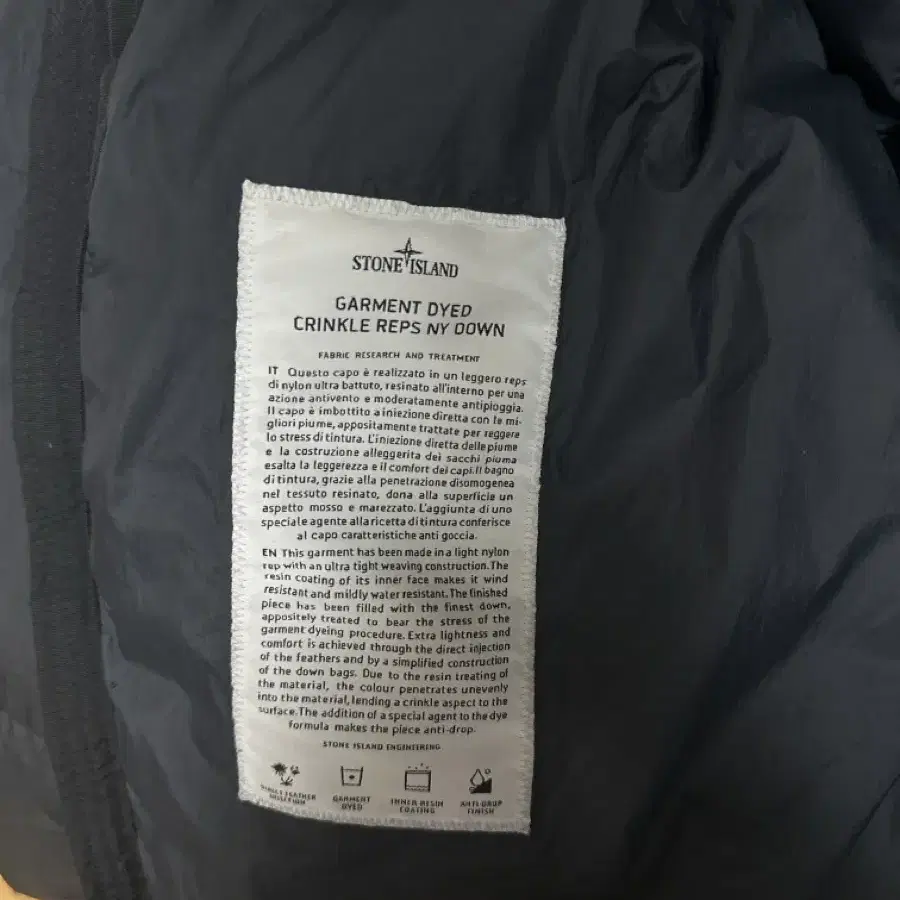 STONE ISLAND
GARMENT DYED
CRINKLE REPS NY DOWN
FABRIC RESEARCH AND TREATMENT
IT Questo capo è realizzato in un leggero reps
di nylon ultra battuto, resinato all'interno per una
azione antivento e moderatamente antipioggia.
Il capo è imbottito a iniezione diretta con le mi-
gliori piume, appositamente trattate per reggere
lo stress di tintura. L'iniezione diretta delle piume
e la costruzione alleggerita dei sacchi piuma
esalta la leggerezza e il comfort dei capi. Il bagno
di tintura, grazie alla penetrazione disomogenea
nel tessuto resinato, dona alla superficie un
aspetto mosso e marezzato. L'aggiunta di uno
speciale agente alla ricetta di tintura conferisce
al capo caratteristiche anti goccia.
EN This garment has been made in a light nylon
rep with an ultra tight weaving construction. The
resin coating of its inner face makes it wind
resistant and mildly water resistant. The finished
piece has been filled with the finest down,
appositely treated to bear the stress of the
garment dyeing procedure. Extra lightness and
comfort is achieved through the direct injection
of the feathers and by a simplified construction
of the down bags. Due to the resin treating of
the material, the colour penetrates unevenly
into the material, lending a crinkle aspect to the
surface. The addition of a special agent to the dye
formula makes the piece anti-drop.
STONE ISLAND ENGINEERING
DIRECT FEATHER
INJECTION
GARMENT
DYED
INNER RESIN
COATING
ANTI-DROP
FINISH